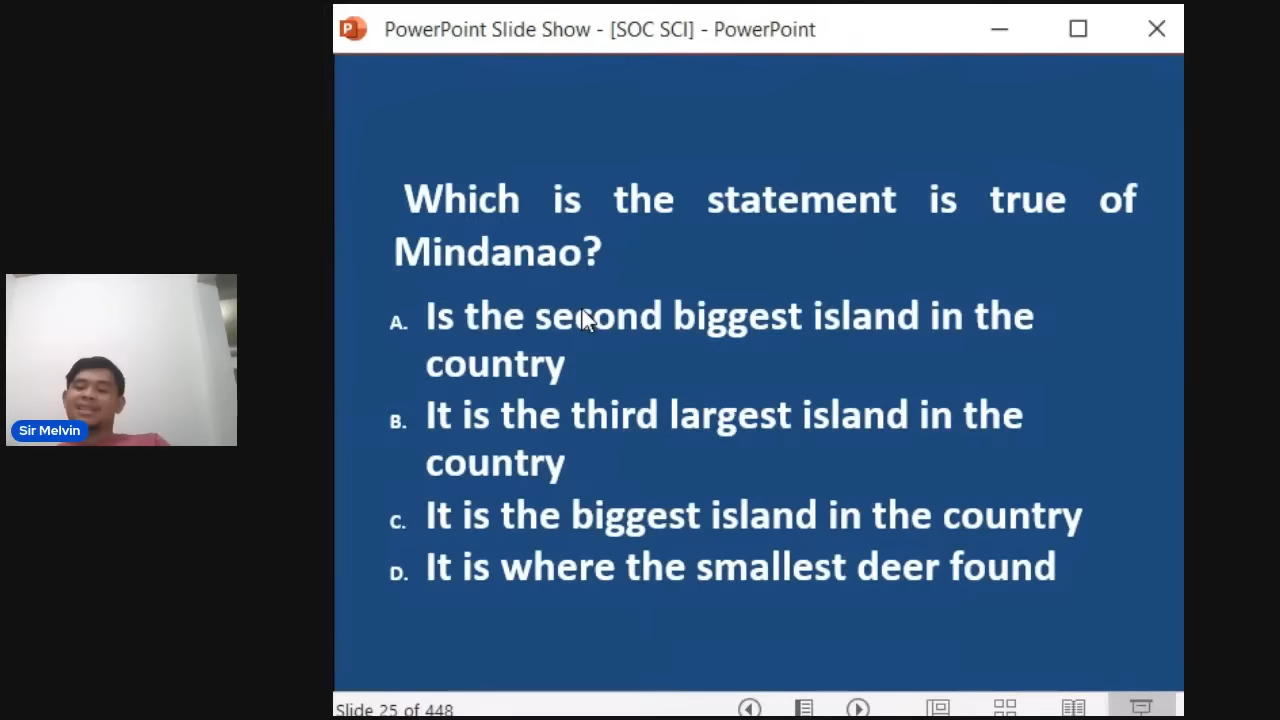 PowerPoint Slide Show - [SOC SCI] - PowerPoint
Which is the statement is true of
Mindanao?
A. Is the second biggest island in the
country
B. It is the third largest island in the
country
C. It is the biggest island in the country
D. It is where the smallest deer found
Sir Melvin
Slide 25 of 448